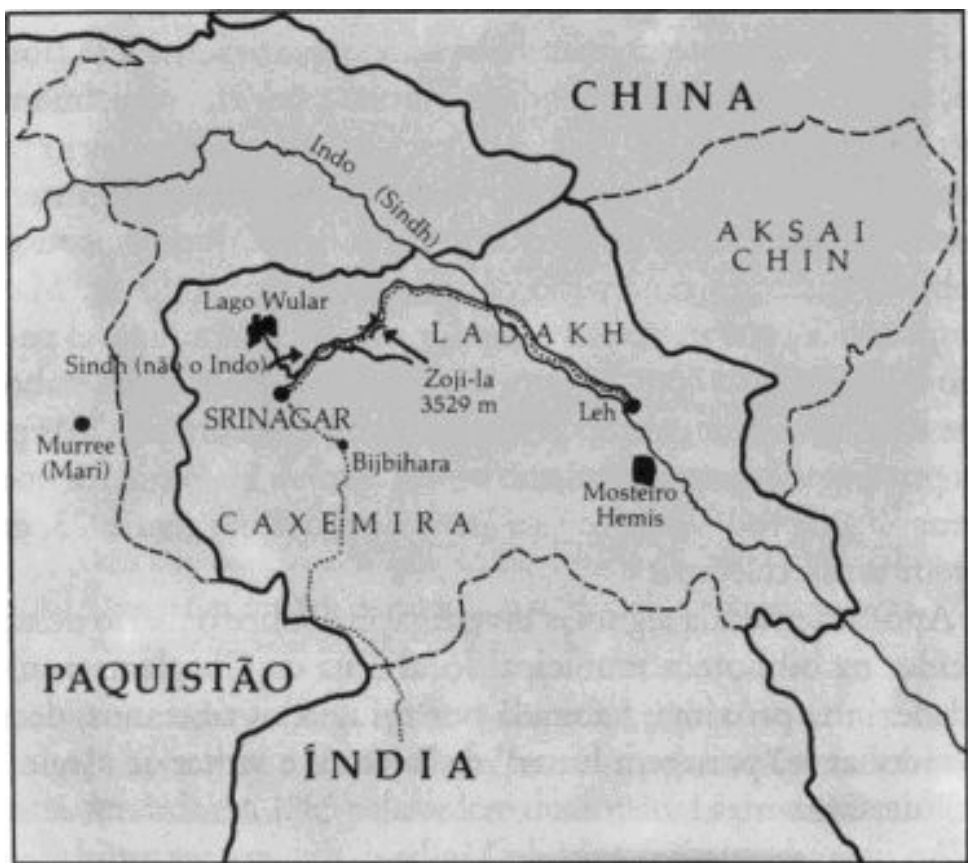 CHINA
Indo
(Sindh)
AKSAI
CHIN
Lago Wular
LADAKH
Sindh (não o Indo)
Zoji-la
3529 m
SRINAGAR
Leh
Murree
(Mari)
Bijbihara
Mosteiro
Hemis
CAXEMIRA
PAQUISTÃO
ÍNDIA